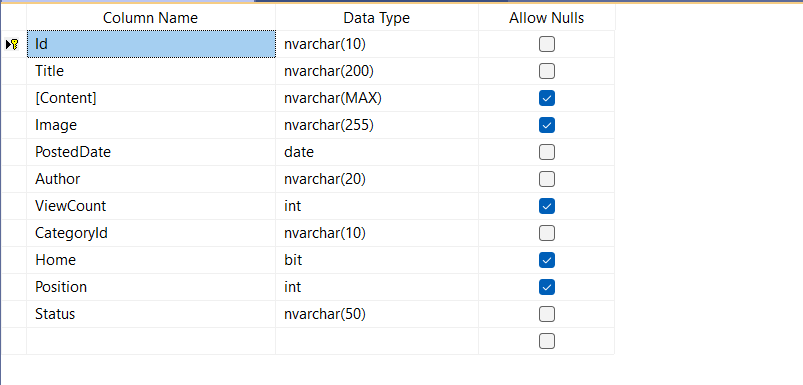 Column Name Data Type Allow Nulls
Id nvarchar(10)
Title nvarchar(200)
[Content] nvarchar(MAX)
Image nvarchar(255)
PostedDate date
Author nvarchar(20)
ViewCount int
CategoryId nvarchar(10)
Home bit
Position int
Status nvarchar(50)